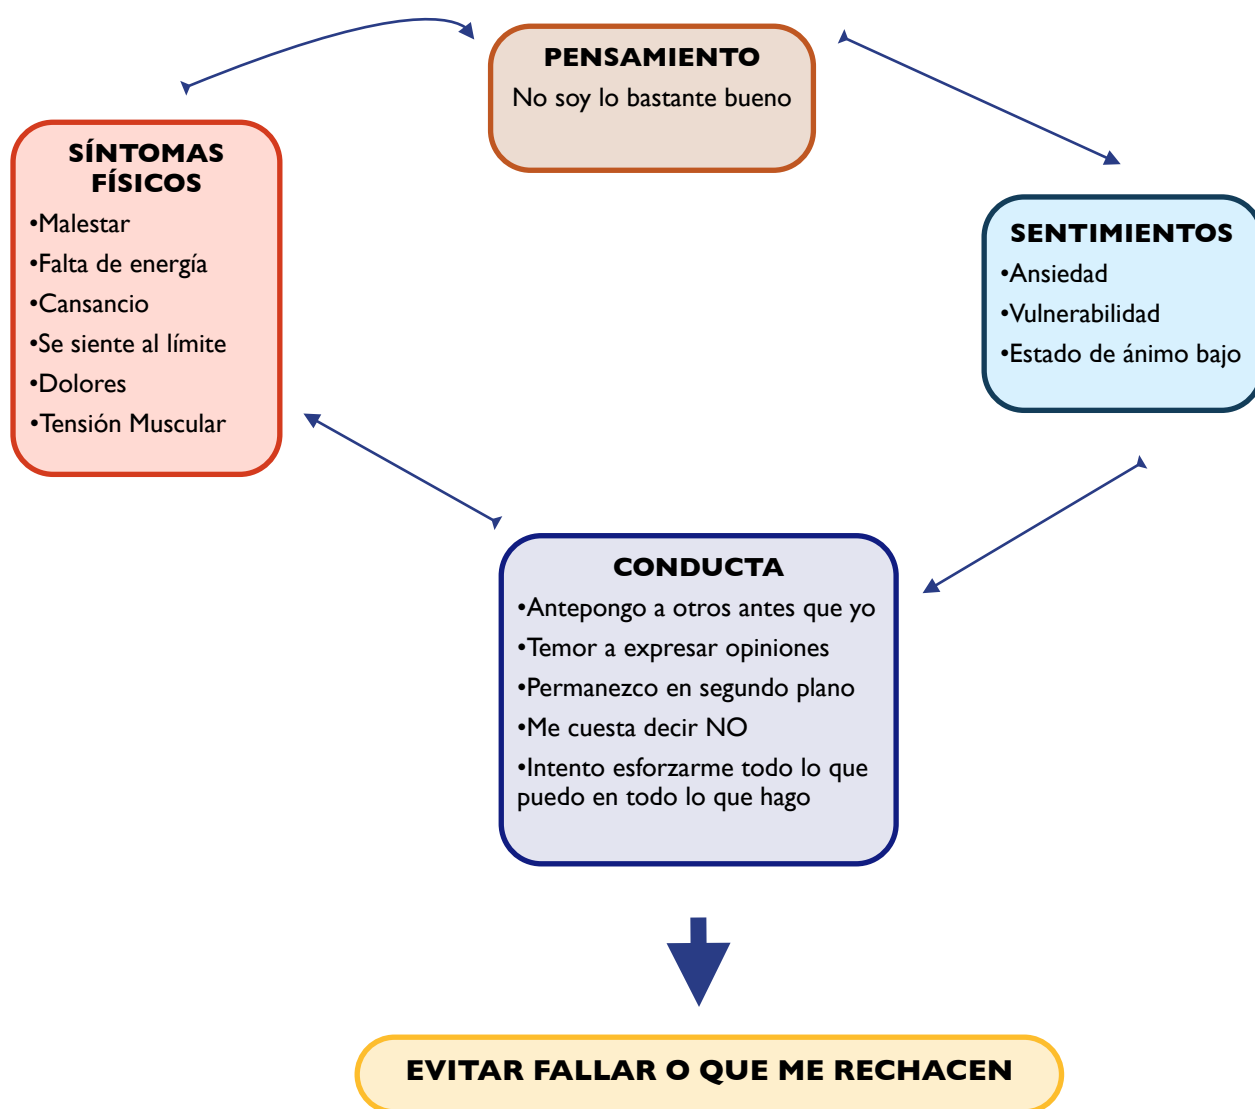 PENSAMIENTO
No soy lo bastante bueno
SÍNTOMAS
FÍSICOS
•Malestar
•Falta de energía
•Cansancio
•Se siente al límite
•Dolores
•Tensión Muscular
SENTIMIENTOS
•Ansiedad
•Vulnerabilidad
•Estado de ánimo bajo
CONDUCTA
•Antepongo a otros antes que yo
•Temor a expresar opiniones
•Permanezco en segundo plano
•Me cuesta decir NO
•Intento esforzarme todo lo que
puedo en todo lo que hago
EVITAR FALLAR O QUE ME RECHACEN